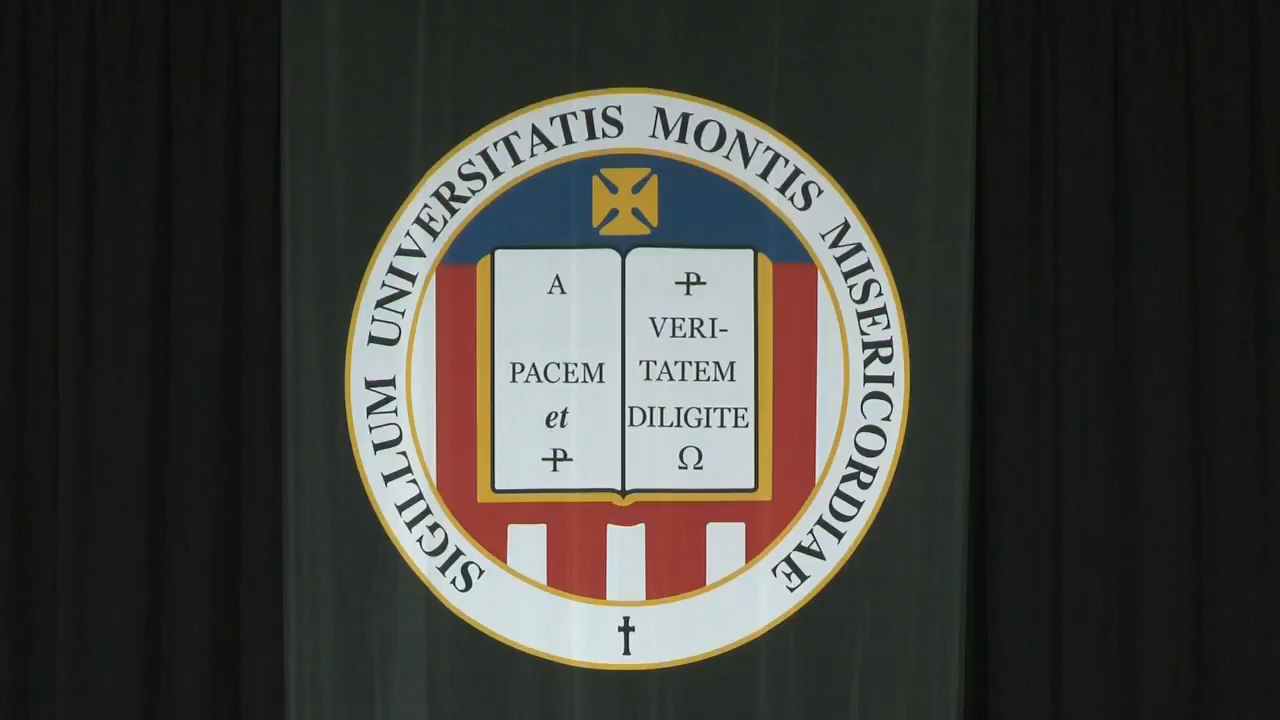 SIGILLUM UNIVERSITATIS MONTIS MISERICORDIAE
A
PACEM
et
P
P
VERI-
TATEM
DILIGITE
Ω